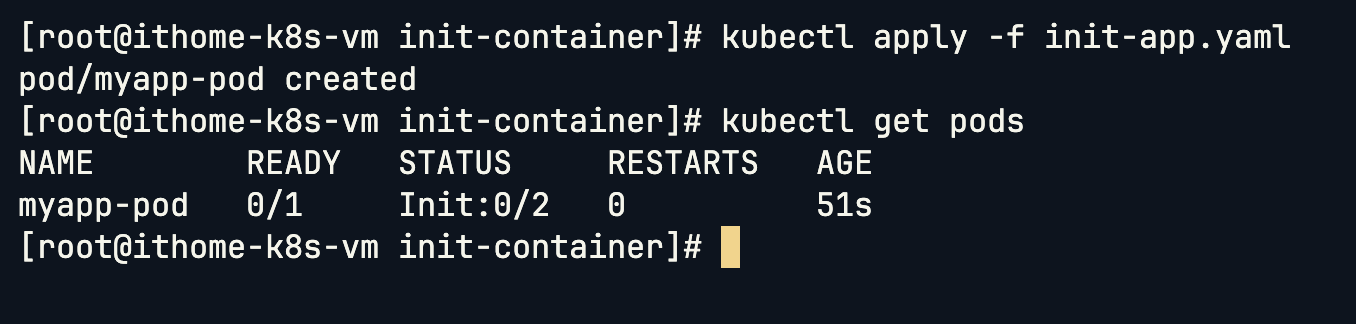 [root@ithome-k8s-vm init-container]# kubectl apply -f init-app.yaml
pod/myapp-pod created
[root@ithome-k8s-vm init-container]# kubectl get pods
NAME        READY   STATUS     RESTARTS   AGE
myapp-pod   0/1     Init:0/2   0          51s
[root@ithome-k8s-vm init-container]#